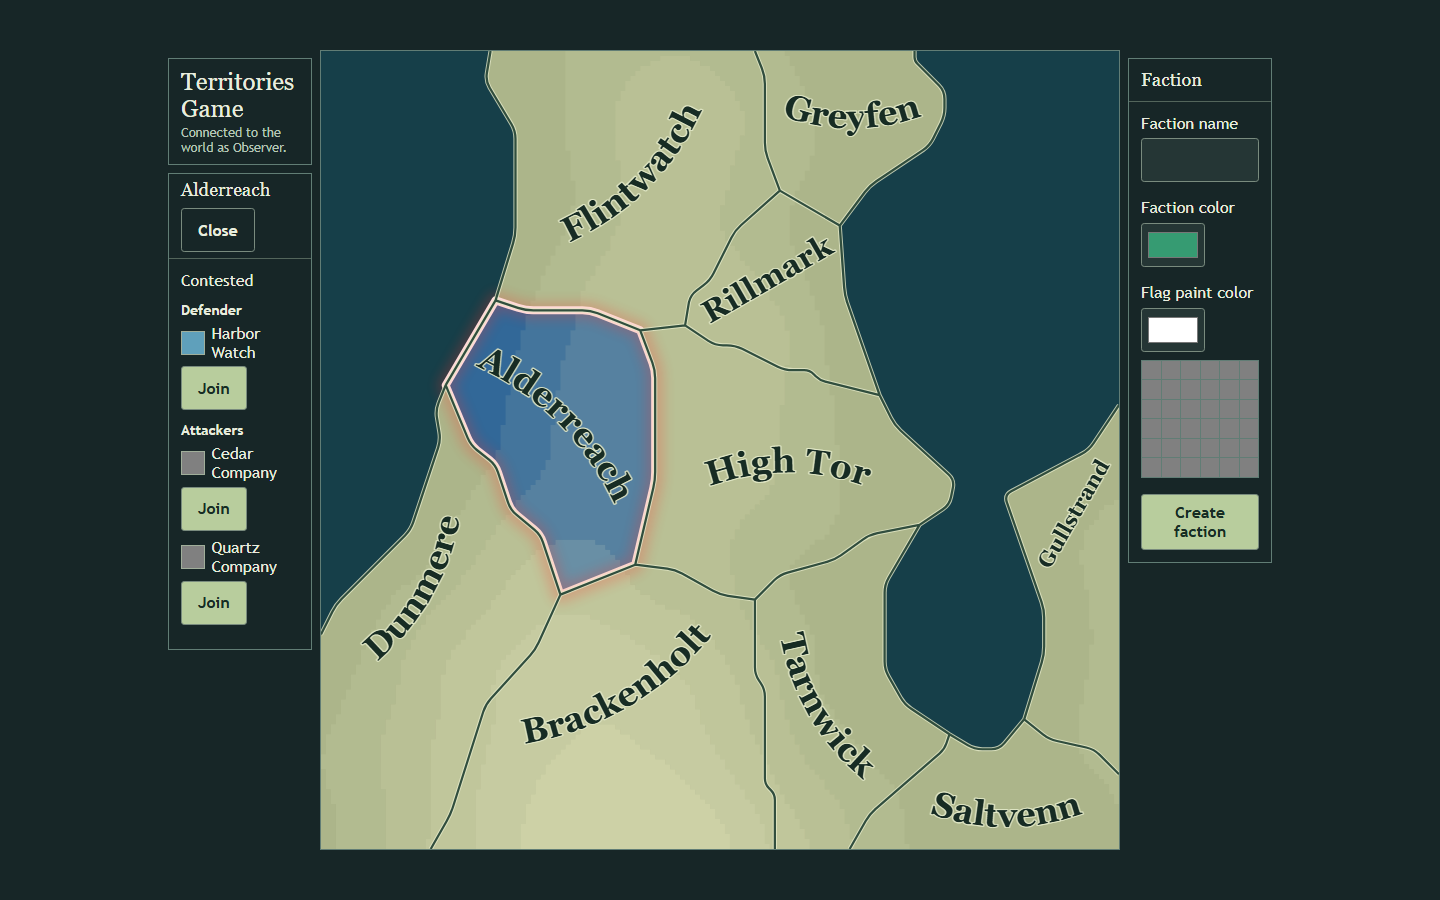 Territories
Game
Connected to the
world as Observer.
Alderreach
Close
Contested
Defender
Harbor
Watch
Join
Attackers
Cedar
Company
Join
Quartz
Company
Join
Flintwatch
Greyfen
Rillmark
Alderreach
High Tor
Gullstrand
Dunmere
Brackenholt
Tarnwick
Saltvenn
Faction
Faction name
Faction color
Flag paint color
Create
faction